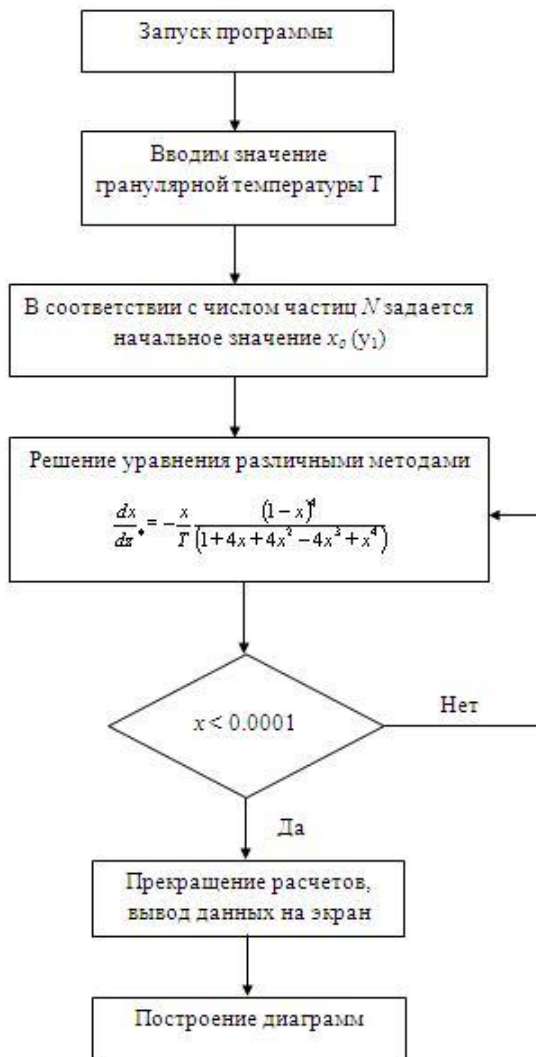 Запуск программы
Вводим значение
гранулярной температуры Т
В соответствии с числом частиц N задается
начальное значение x₀ (y₁)
Решение уравнения различными методами
dx/dz* = -x/T (1-x)⁴/(1+4x+4x²-4x³+x⁴)
x < 0.0001
Нет
Да
Прекращение расчетов,
вывод данных на экран
Построение диаграмм